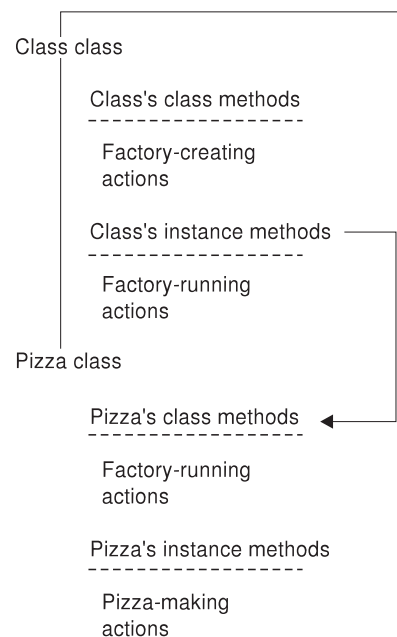 Class class
Class's class methods
Factory-creating
actions
Class's instance methods
Factory-running
actions
Pizza class
Pizza's class methods
Factory-running
actions
Pizza's instance methods
Pizza-making
actions